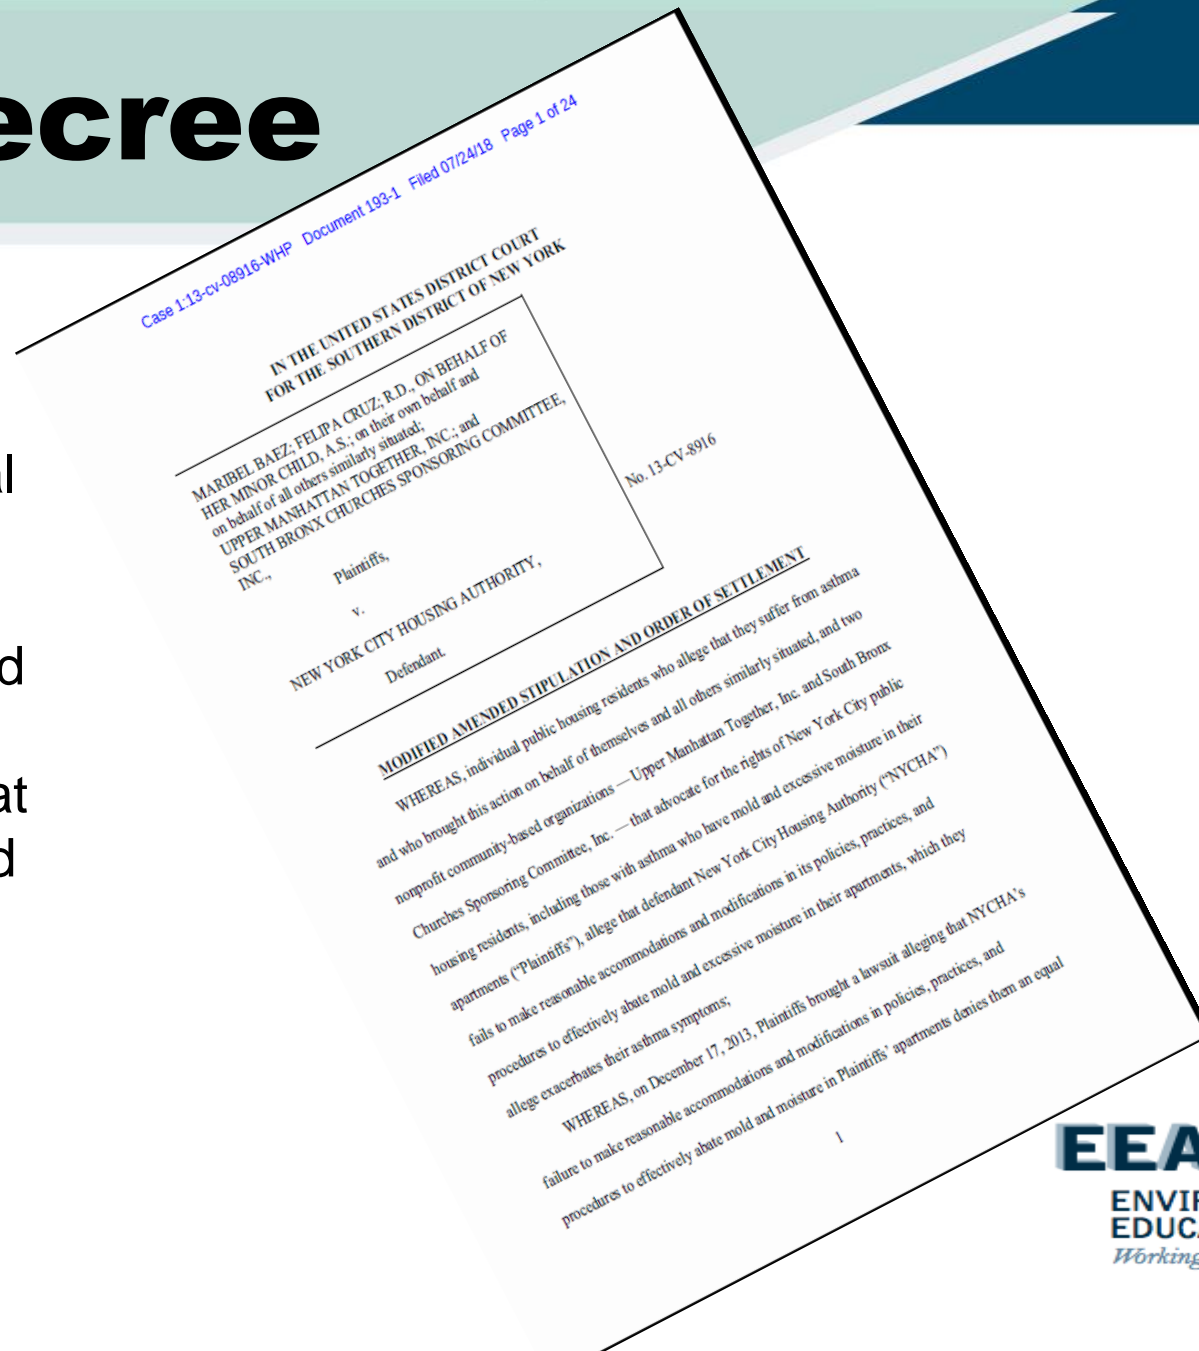 ecree
al
d
at
d
Case 1:13-cv-08916-WHP Document 193-1 Filed 07/24/18 Page 1 of 24
IN THE UNITED STATES DISTRICT COURT
FOR THE SOUTHERN DISTRICT OF NEW YORK
MARIBEL BAEZ; FELIPA CRUZ; R.D., ON BEHALF OF
HER MINOR CHILD, A.S.; on their own behalf and
on behalf of all others similarly situated;
UPPER MANHATTAN TOGETHER, INC.; and
SOUTH BRONX CHURCHES SPONSORING COMMITTEE,
INC.,
Plaintiffs,
v.
NEW YORK CITY HOUSING AUTHORITY,
Defendant.
No. 13-CV-8916
MODIFIED AMENDED STIPULATION AND ORDER OF SETTLEMENT
WHEREAS, individual public housing residents who allege that they suffer from asthma
and who brought this action on behalf of themselves and all others similarly situated, and two
nonprofit community-based organizations — Upper Manhattan Together, Inc. and South Bronx
Churches Sponsoring Committee, Inc. — that advocate for the rights of New York City public
housing residents, including those with asthma who have mold and excessive moisture in their
apartments (“Plaintiffs”), allege that defendant New York City Housing Authority (“NYCHA”)
fails to make reasonable accommodations and modifications in its policies, practices, and
procedures to effectively abate mold and excessive moisture in their apartments, which they
allege exacerbates their asthma symptoms;
WHEREAS, on December 17, 2013, Plaintiffs brought a lawsuit alleging that NYCHA’s
failure to make reasonable accommodations and modifications in policies, practices, and
procedures to effectively abate mold and moisture in Plaintiffs’ apartments denies them an equal
1
EEA
ENVIR
EDUCA
Working